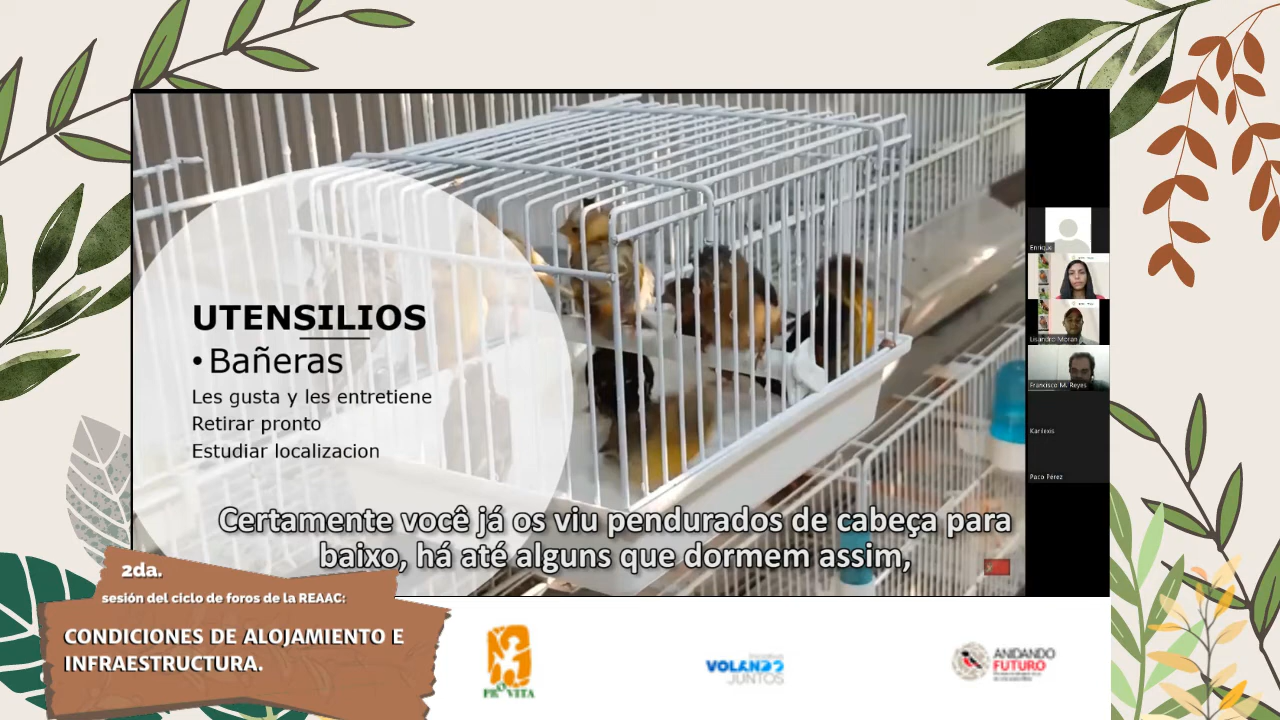 UTENSILIOS
• Bañeras
Les gusta y les entretiene
Retirar pronto
Estudiar localizacion
Certamente você já os viu pendurados de cabeça para
baixo, há até alguns que dormem assim,
Enrique
Lisandro Moran
Francisco M. Reyes
Karilexis
Paco Pérez
2da.
sesión del ciclo de foros de la REAAC:
CONDICIONES DE ALOJAMIENTO E
INFRAESTRUCTURA.
PROVITA
VOLANDO
JUNTOS
ANIDANDO
FUTURO